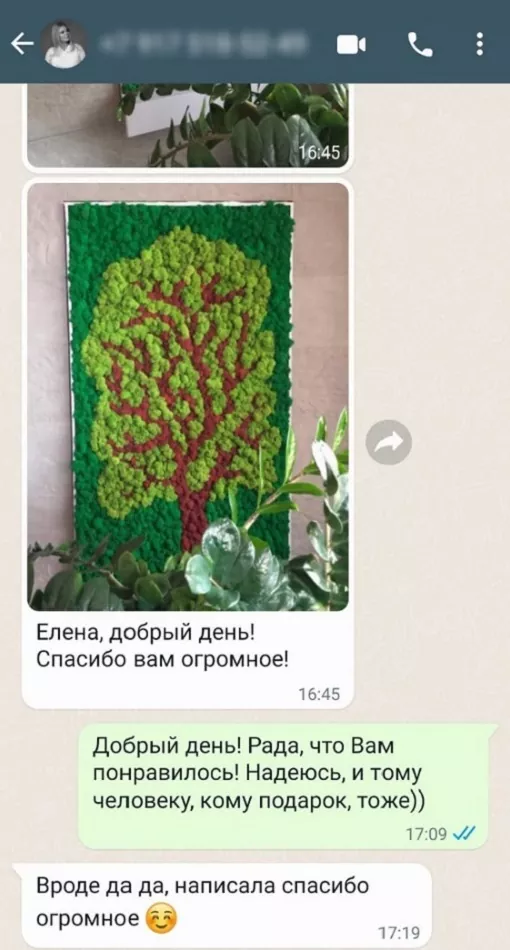 16:45
Елена, добрый день!
Спасибо вам огромное!
16:45
Добрый день! Рада, что Вам
понравилось! Надеюсь, и тому
человеку, кому подарок, тоже))
17:09
Вроде да да, написала спасибо
огромное
17:19